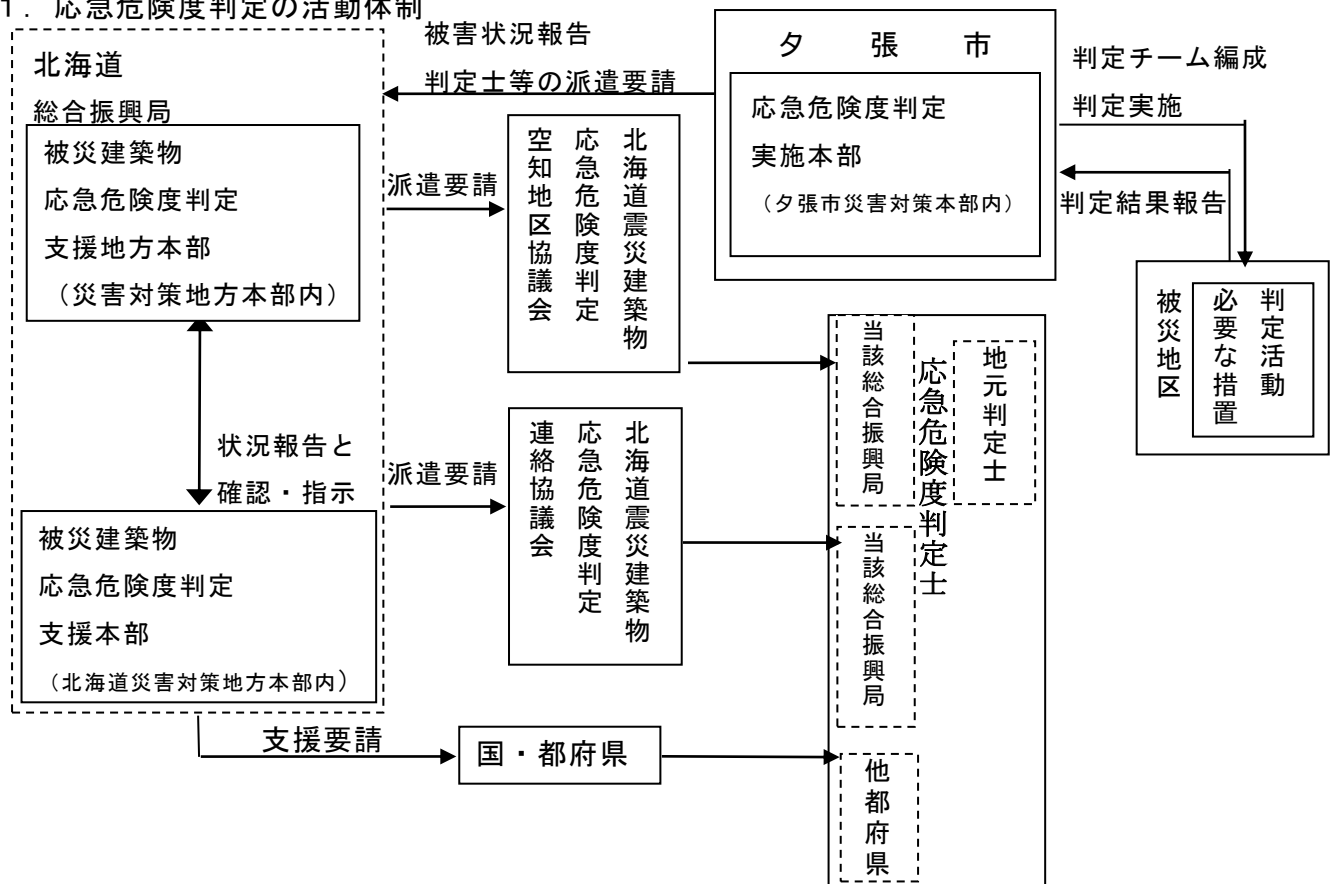 １．応急危険度判定の活動体制
北海道
総合振興局
被災建築物
応急危険度判定
支援地方本部
（災害対策地方本部内）
状況報告と
確認・指示
被災建築物
応急危険度判定
支援本部
（北海道災害対策地方本部内）
被害状況報告
判定士等の派遣要請
派遣要請
北海道震災建築物
応急危険度判定
空知地区協議会
派遣要請
北海道震災建築物
応急危険度判定
連絡協議会
支援要請
国・都府県
夕張市
応急危険度判定
実施本部
（夕張市災害対策本部内）
判定チーム編成
判定実施
判定結果報告
被災地区
判定活動
必要な措置
地元判定士
応急危険度判定士
当該総合振興局
当該総合振興局
他都府県